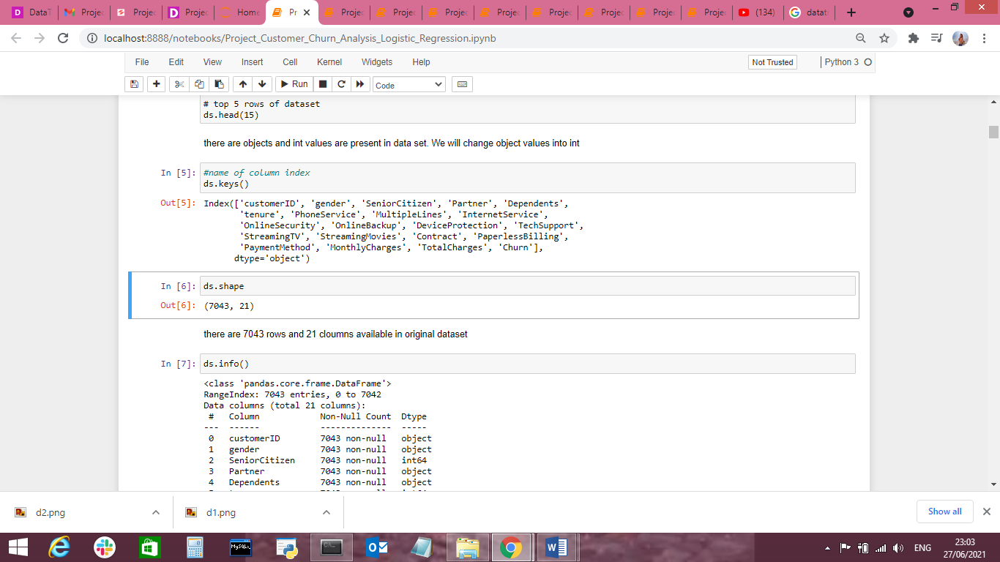 DataT
Projec
Projec
Projec
Home
Pr
Projec
Projec
Projec
Projec
Projec
Projec
Projec
Projec
(134)
datat
localhost:8888/notebooks/Project_Customer_Churn_Analysis_Logistic_Regression.ipynb
File Edit View Insert Cell Kernel Widgets Help Not Trusted Python 3
Run Code
# top 5 rows of dataset
ds.head(15)
there are objects and int values are present in data set. We will change object values into int
In [5]: #name of column index
ds.keys()
Out[5]: Index(['customerID', 'gender', 'SeniorCitizen', 'Partner', 'Dependents',
'tenure', 'PhoneService', 'MultipleLines', 'InternetService',
'OnlineSecurity', 'OnlineBackup', 'DeviceProtection', 'TechSupport',
'StreamingTV', 'StreamingMovies', 'Contract', 'PaperlessBilling',
'PaymentMethod', 'MonthlyCharges', 'TotalCharges', 'Churn'],
dtype='object')
In [6]: ds.shape
Out[6]: (7043, 21)
there are 7043 rows and 21 cloumns available in original dataset
In [7]: ds.info()
<class 'pandas.core.frame.DataFrame'>
RangeIndex: 7043 entries, 0 to 7042
Data columns (total 21 columns):
# Column Non-Null Count Dtype
--- ------ -------------- -----
0 customerID 7043 non-null object
1 gender 7043 non-null object
2 SeniorCitizen 7043 non-null int64
3 Partner 7043 non-null object
4 Dependents 7043 non-null object
d2.png
d1.png
Show all
MySQL
ENG
23:03
27/06/2021